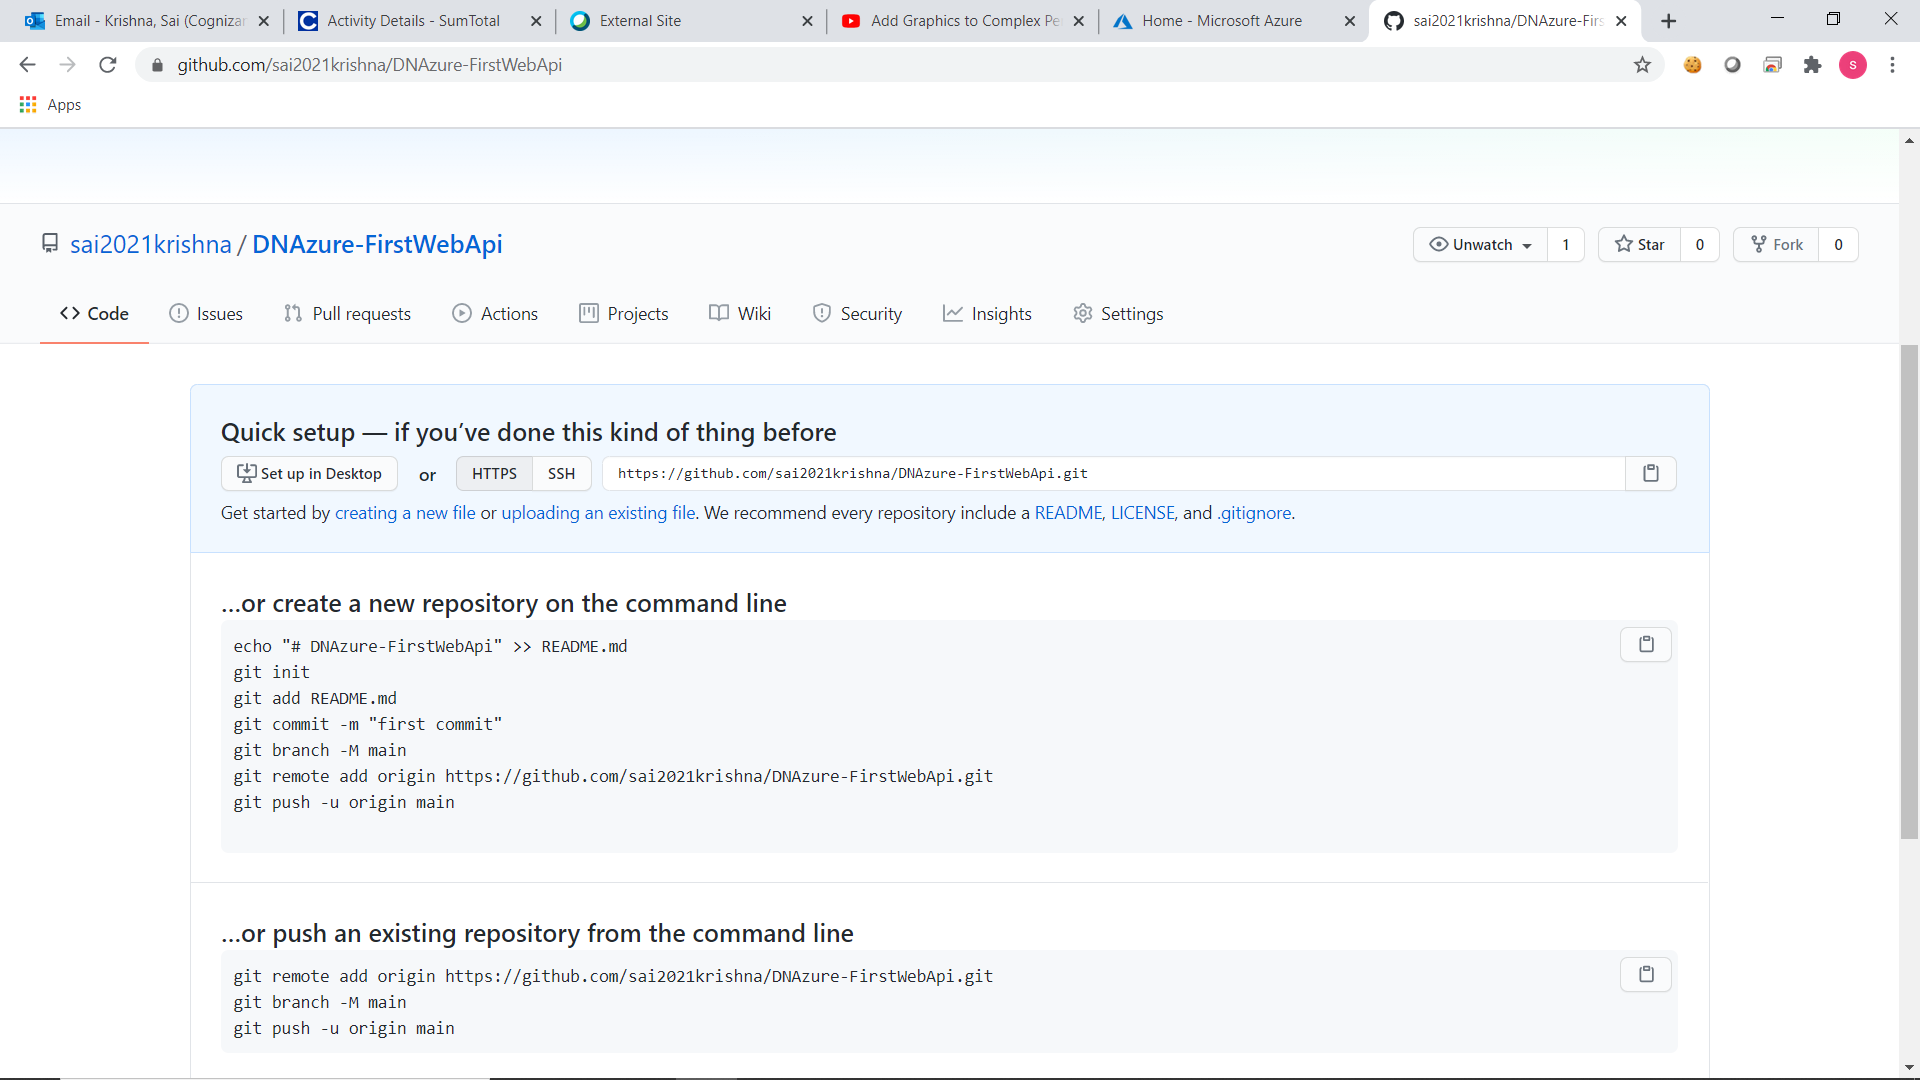 Email - Krishna, Sai (Cognizan
Activity Details - SumTotal
External Site
Add Graphics to Complex Pe
Home - Microsoft Azure
sai2021krishna/DNAzure-Firs
github.com/sai2021krishna/DNAzure-FirstWebApi
S
Apps
sai2021krishna / DNAzure-FirstWebApi
Unwatch 1
Star 0
Fork 0
Code
Issues
Pull requests
Actions
Projects
Wiki
Security
Insights
Settings
Quick setup — if you’ve done this kind of thing before
Set up in Desktop or HTTPS SSH https://github.com/sai2021krishna/DNAzure-FirstWebApi.git
Get started by creating a new file or uploading an existing file. We recommend every repository include a README, LICENSE, and .gitignore.
…or create a new repository on the command line
echo "# DNAzure-FirstWebApi" >> README.md
git init
git add README.md
git commit -m "first commit"
git branch -M main
git remote add origin https://github.com/sai2021krishna/DNAzure-FirstWebApi.git
git push -u origin main
…or push an existing repository from the command line
git remote add origin https://github.com/sai2021krishna/DNAzure-FirstWebApi.git
git branch -M main
git push -u origin main